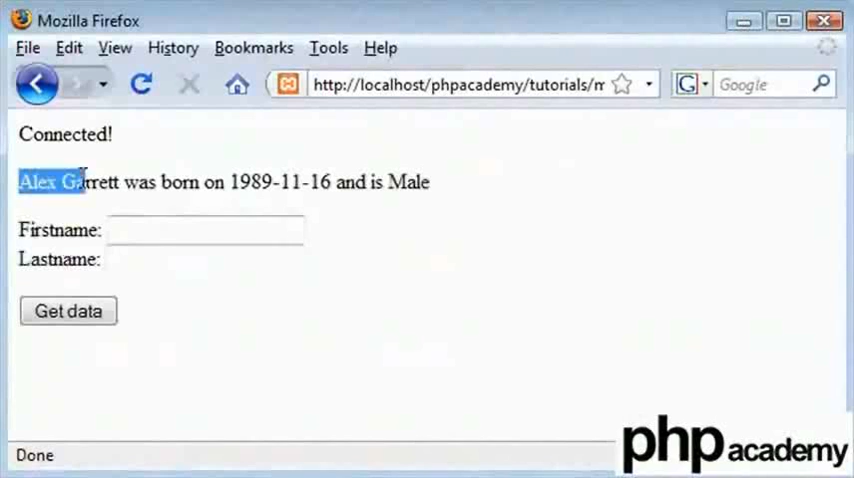 Mozilla Firefox
File Edit View History Bookmarks Tools Help
http://localhost/phpacademy/tutorials/m G Google
Connected!
Alex Garrett was born on 1989-11-16 and is Male
Firstname:
Lastname:
Get data
Done
php academy